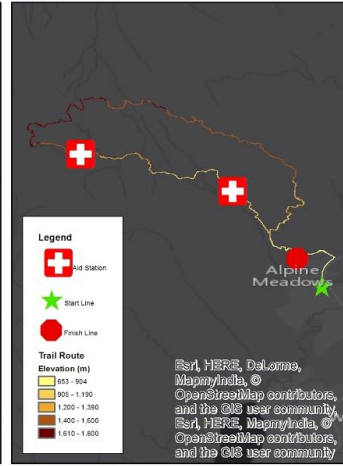 Alpine
Meadows
Legend
Aid Station
Start Line
Finish Line
Trail Route
Elevation (m)
653 - 904
905 - 1,190
1,200 - 1,390
1,400 - 1,600
1,610 - 1,800
Esri, HERE, DeLorme,
MapmyIndia, ©
OpenStreetMap contributors,
and the GIS user community,
Esri, HERE, MapmyIndia, ©
OpenStreetMap contributors,
and the GIS user community